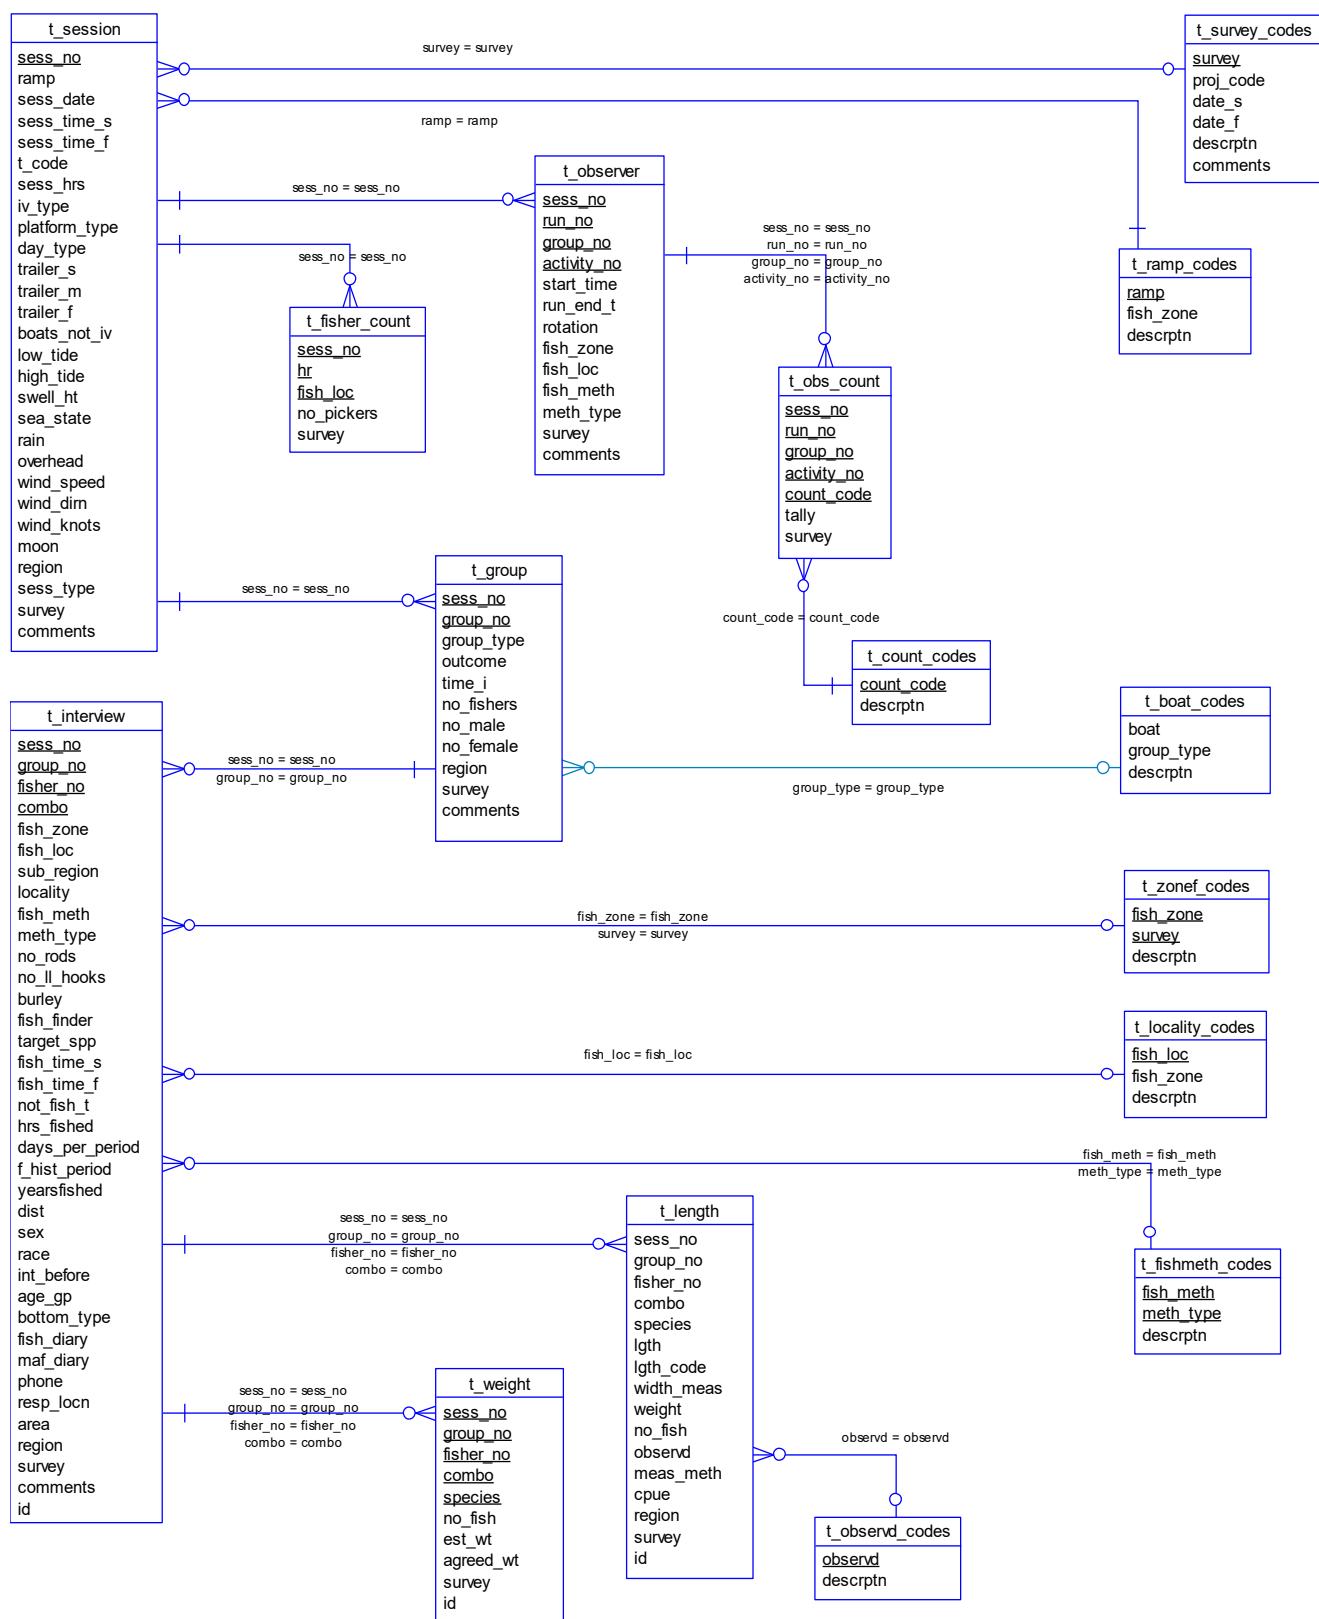 t_session
sess_no
ramp
sess_date
sess_time_s
sess_time_f
t_code
sess_hrs
iv_type
platform_type
day_type
trailer_s
trailer_m
trailer_f
boats_not_iv
low_tide
high_tide
swell_ht
sea_state
rain
overhead
wind_speed
wind_dirn
wind_knots
moon
region
sess_type
survey
comments
survey = survey
ramp = ramp
t_survey_codes
survey
proj_code
date_s
date_f
descrptn
comments
sess_no = sess_no
t_observer
sess_no
run_no
group_no
activity_no
start_time
run_end_t
rotation
fish_zone
fish_loc
fish_meth
meth_type
survey
comments
sess_no = sess_no
run_no = run_no
group_no = group_no
activity_no = activity_no
t_ramp_codes
ramp
fish_zone
descrptn
sess_no = sess_no
t_fisher_count
sess_no
hr
fish_loc
no_pickers
survey
t_obs_count
sess_no
run_no
group_no
activity_no
count_code
tally
survey
sess_no = sess_no
t_group
sess_no
group_no
group_type
outcome
time_i
no_fishers
no_male
no_female
region
survey
comments
count_code = count_code
t_count_codes
count_code
descrptn
t_boat_codes
boat
group_type
descrptn
group_type = group_type
t_interview
sess_no
group_no
fisher_no
combo
fish_zone
fish_loc
sub_region
locality
fish_meth
meth_type
no_rods
no_ll_hooks
burley
fish_finder
target_spp
fish_time_s
fish_time_f
not_fish_t
hrs_fished
days_per_period
f_hist_period
yearsfished
dist
sex
race
int_before
age_gp
bottom_type
fish_diary
maf_diary
phone
resp_locn
area
region
survey
comments
id
sess_no = sess_no
group_no = group_no
fish_zone = fish_zone
survey = survey
t_zonef_codes
fish_zone
survey
descrptn
fish_loc = fish_loc
t_locality_codes
fish_loc
fish_zone
descrptn
fish_meth = fish_meth
meth_type = meth_type
t_fishmeth_codes
fish_meth
meth_type
descrptn
sess_no = sess_no
group_no = group_no
fisher_no = fisher_no
combo = combo
t_length
sess_no
group_no
fisher_no
combo
species
lgth
lgth_code
width_meas
weight
no_fish
observd
meas_meth
cpue
region
survey
id
sess_no = sess_no
group_no = group_no
fisher_no = fisher_no
combo = combo
t_weight
sess_no
group_no
fisher_no
combo
species
no_fish
est_wt
agreed_wt
survey
id
observd = observd
t_observd_codes
observd
descrptn